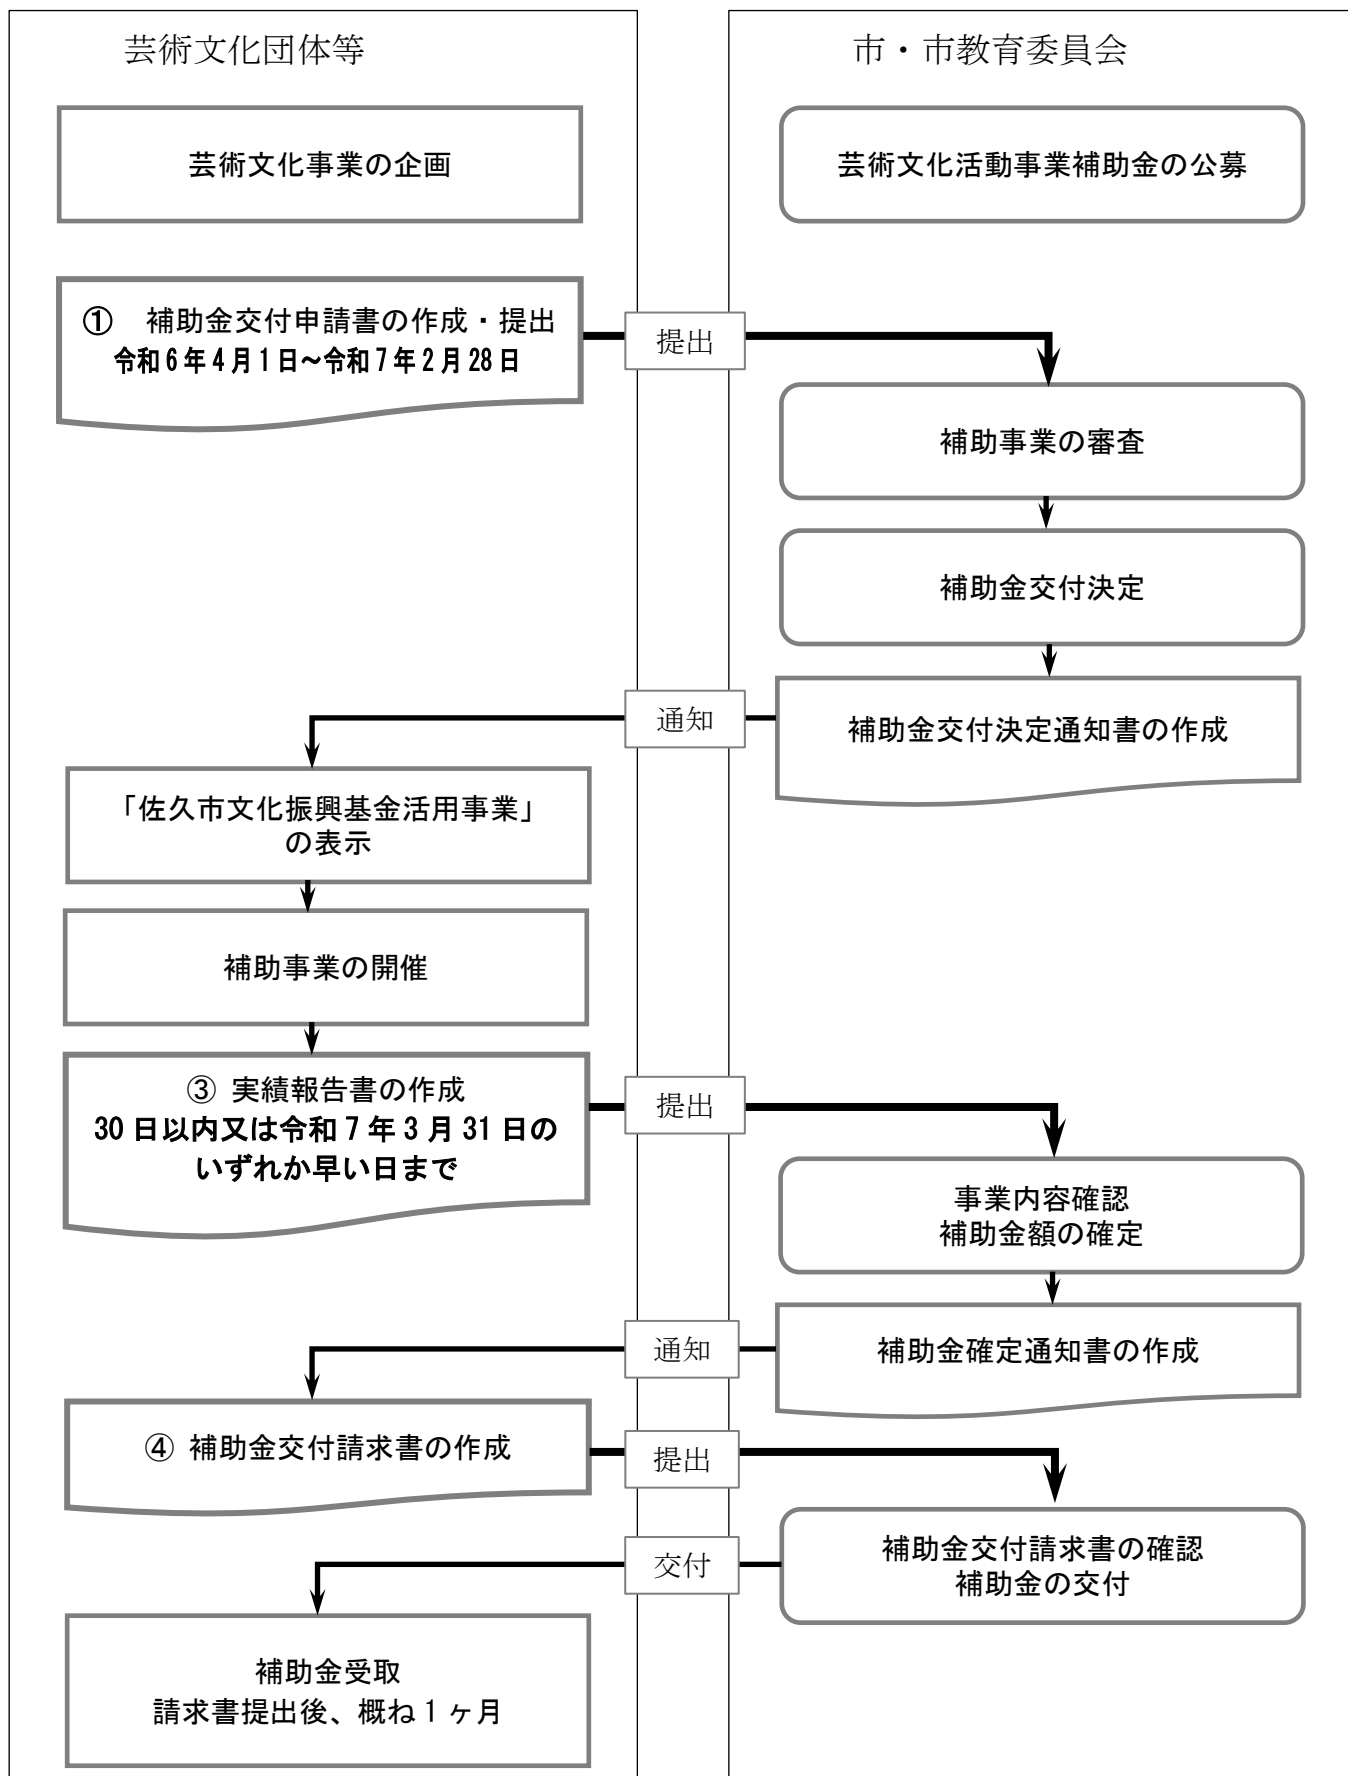 芸術文化団体等
市・市教育委員会
芸術文化事業の企画
芸術文化活動事業補助金の公募
① 補助金交付申請書の作成・提出
令和6年4月1日～令和7年2月28日
提出
補助事業の審査
補助金交付決定
補助金交付決定通知書の作成
通知
「佐久市文化振興基金活用事業」
の表示
補助事業の開催
③ 実績報告書の作成
30日以内又は令和7年3月31日の
いずれか早い日まで
提出
事業内容確認
補助金額の確定
補助金確定通知書の作成
通知
④ 補助金交付請求書の作成
提出
補助金交付請求書の確認
補助金の交付
交付
補助金受取
請求書提出後、概ね1ヶ月